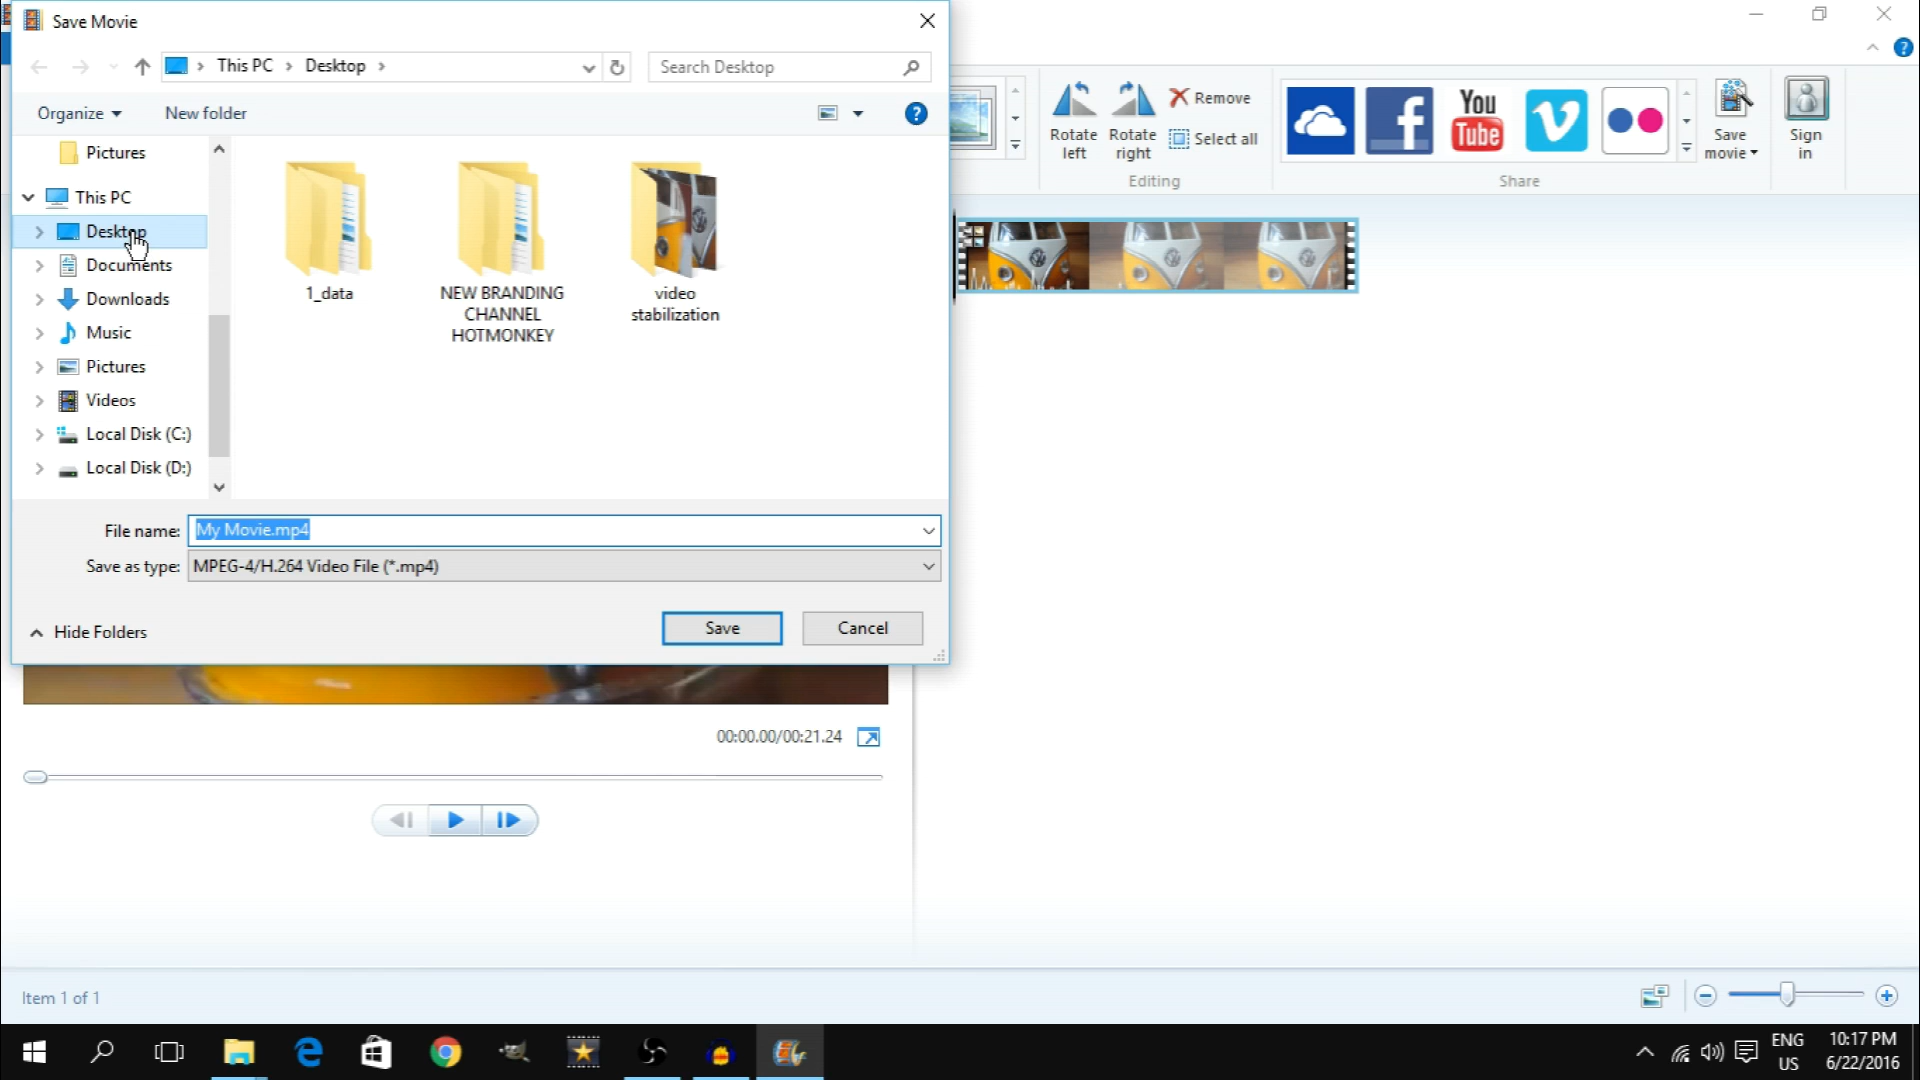 Save Movie
This PC
Desktop
Search Desktop
Organize
New folder
Pictures
This PC
Desktop
Documents
Downloads
Music
Pictures
Videos
Local Disk (C:)
Local Disk (D:)
1_data
NEW BRANDING
CHANNEL
HOTMONKEY
video
stabilization
File name:
My Movie.mp4
Save as type:
MPEG-4/H.264 Video File (*.mp4)
Hide Folders
Save
Cancel
Rotate
left
Rotate
right
Remove
Select all
Editing
You
Tube
Share
Save
movie
Sign
in
00:00.00/00:21.24
Item 1 of 1
ENG
US
10:17 PM
6/22/2016